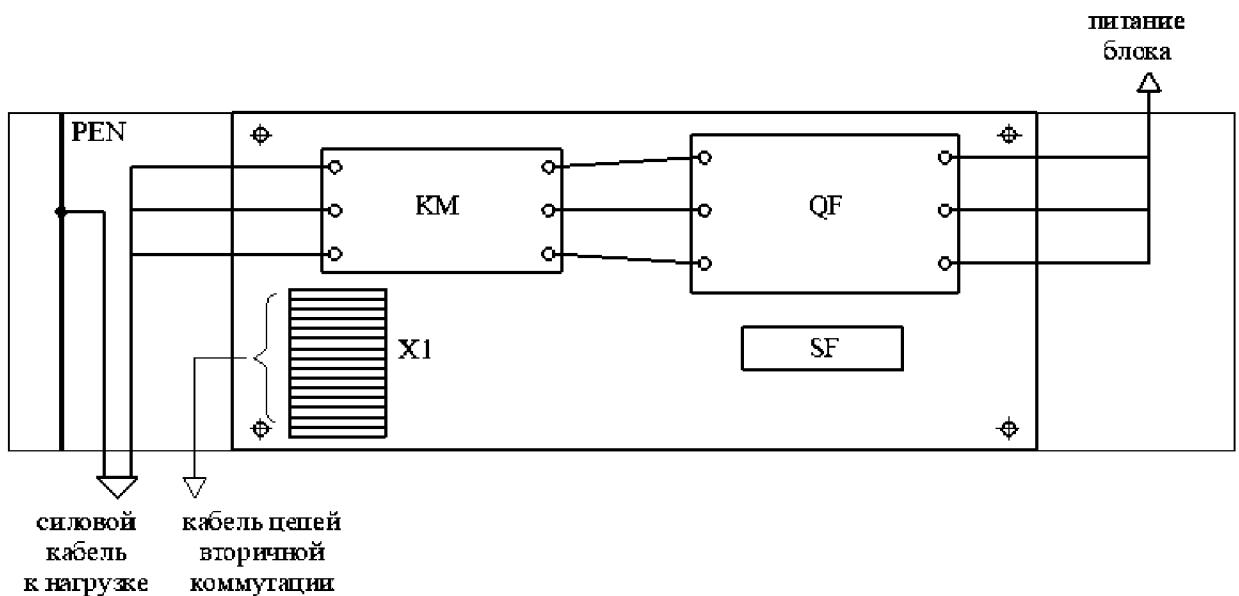 питание
блока
PEN
KM
QF
X1
SF
силовой
кабель
к нагрузке
кабель цепей
вторичной
коммутации